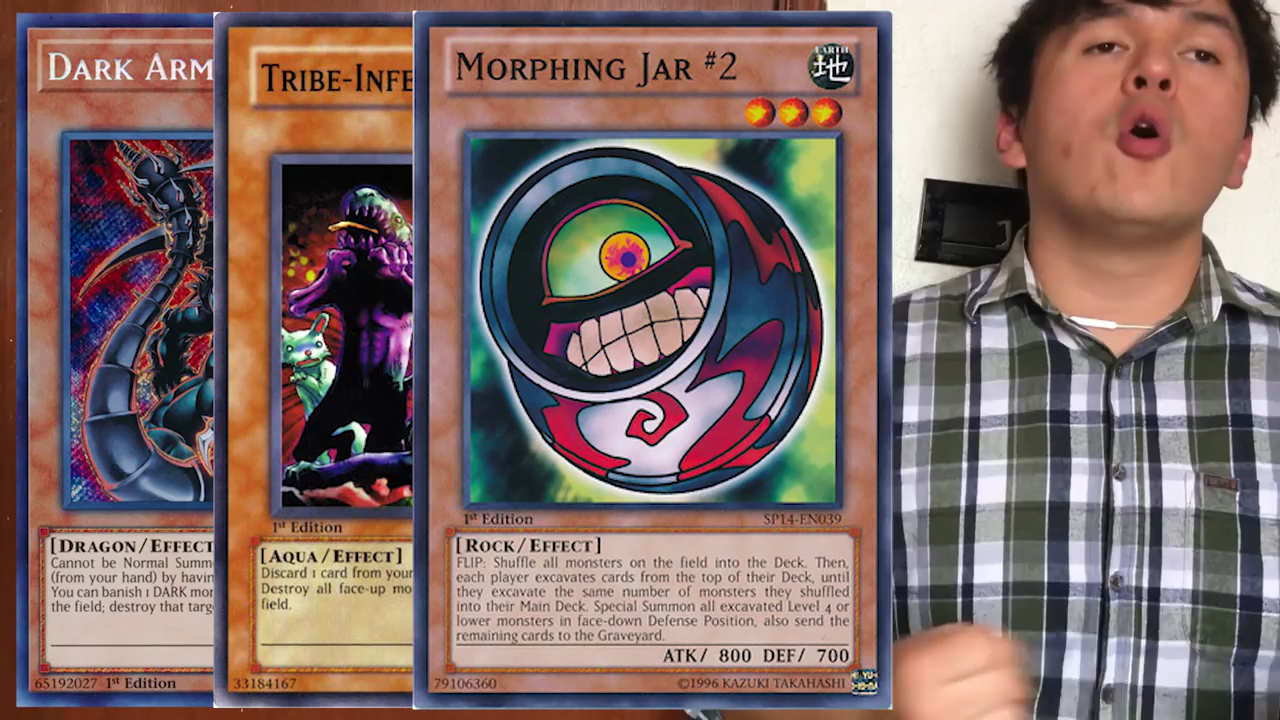 DARK ARM
[DRAGON/EFFECT
Cannot be Normal Summ
(from your hand) by havin
You can banish 1 DARK mon
the field; destroy that targ
65192027 1st Edition
TRIBE-INFE
1st Edition
[AQUA/EFFECT]
Discard 1 card from your
Destroy all face-up mo
field.
33184167
MORPHING JAR #2
EARTH
地
1st Edition SP14-EN039
[ROCK/EFFECT]
FLIP: Shuffle all monsters on the field into the Deck. Then,
each player excavates cards from the top of their Deck, until
they excavate the same number of monsters they shuffled
into their Main Deck. Special Summon all excavated Level 4 or
lower monsters in face-down Defense Position, also send the
remaining cards to the Graveyard.
ATK/ 800 DEF/ 700
79106360 ©1996 KAZUKI TAKAHASHI